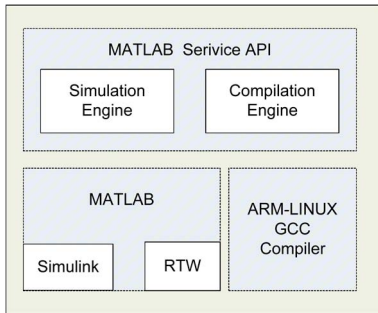 MATLAB Serivice API
Simulation
Engine
Compilation
Engine
MATLAB
Simulink
RTW
ARM-LINUX
GCC
Compiler